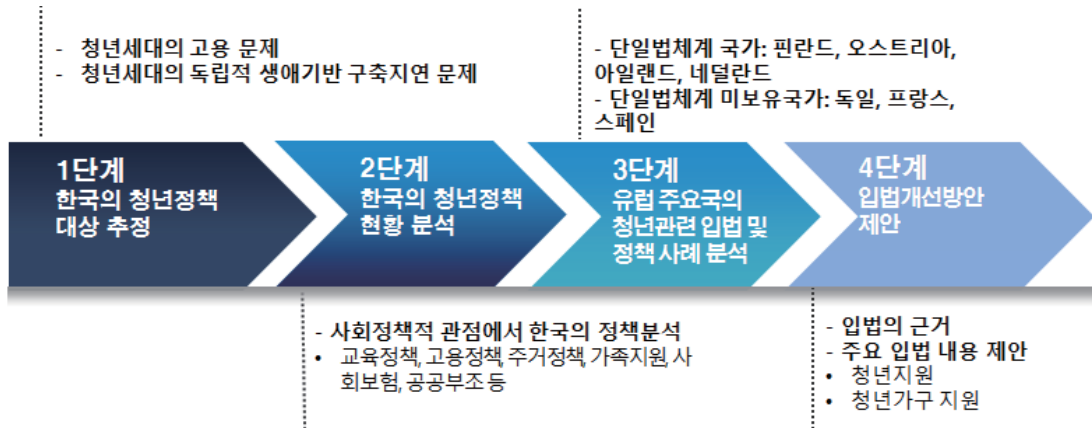 - 청년세대의 고용 문제
- 청년세대의 독립적 생애기반 구축지연 문제
- 단일법체계 국가: 핀란드, 오스트리아,
아일랜드, 네덜란드
- 단일법체계 미보유국가: 독일, 프랑스,
스페인
1단계
한국의 청년정책
대상 추정
2단계
한국의 청년정책
현황 분석
3단계
유럽 주요국의
청년관련 입법 및
정책 사례 분석
4단계
입법개선방안
제안
- 사회정책적 관점에서 한국의 정책분석
• 교육정책, 고용정책, 주거정책, 가족지원, 사
회보험, 공공부조 등
- 입법의 근거
- 주요 입법 내용 제안
• 청년지원
• 청년가구 지원